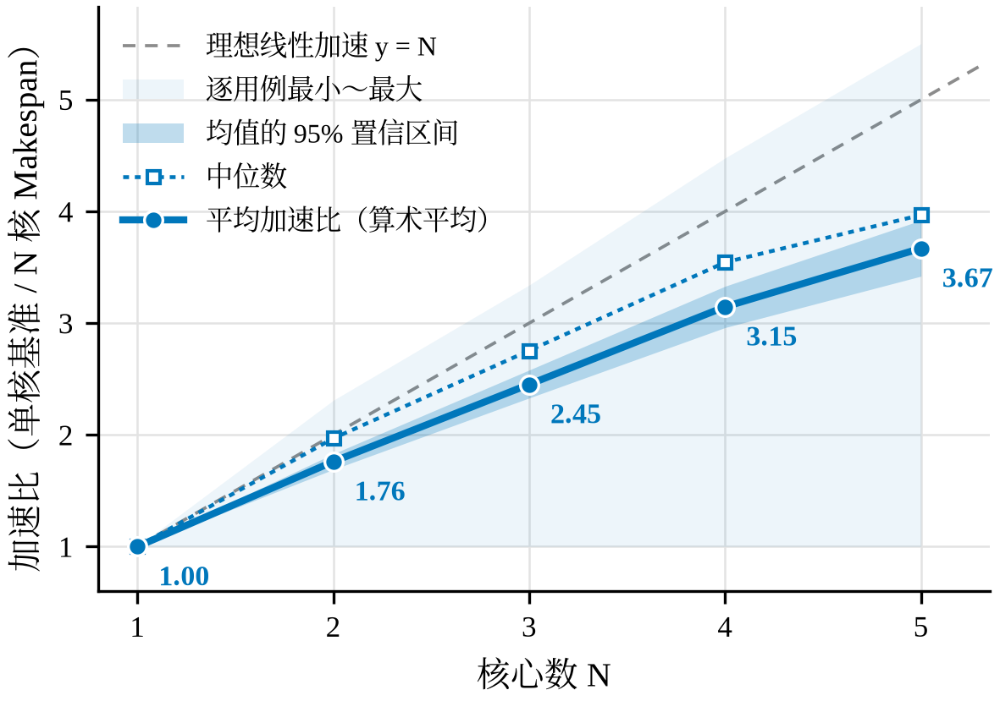 理想线性加速 y = N
逐用例最小～最大
均值的 95% 置信区间
中位数
平均加速比（算术平均）
加速比（单核基准 / N 核 Makespan）
5
4
3
2
1
3.67
3.15
2.45
1.76
1.00
1 2 3 4 5
核心数 N